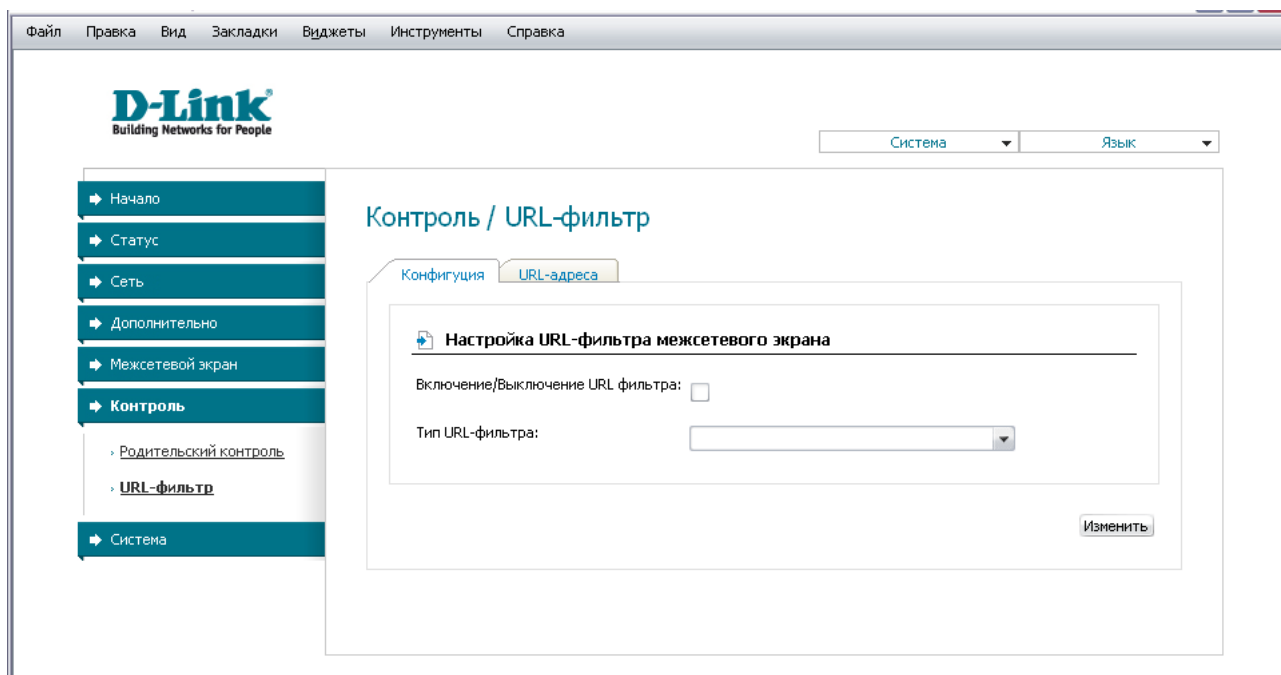 Файл Правка Вид Закладки Виджеты Инструменты Справка
D-Link®
Building Networks for People
Система Язык
Начало
Статус
Сеть
Дополнительно
Межсетевой экран
Контроль
Родительский контроль
URL-фильтр
Система
Контроль / URL-фильтр
Конфигуция URL-адреса
Настройка URL-фильтра межсетевого экрана
Включение/Выключение URL фильтра:
Тип URL-фильтра:
Изменить